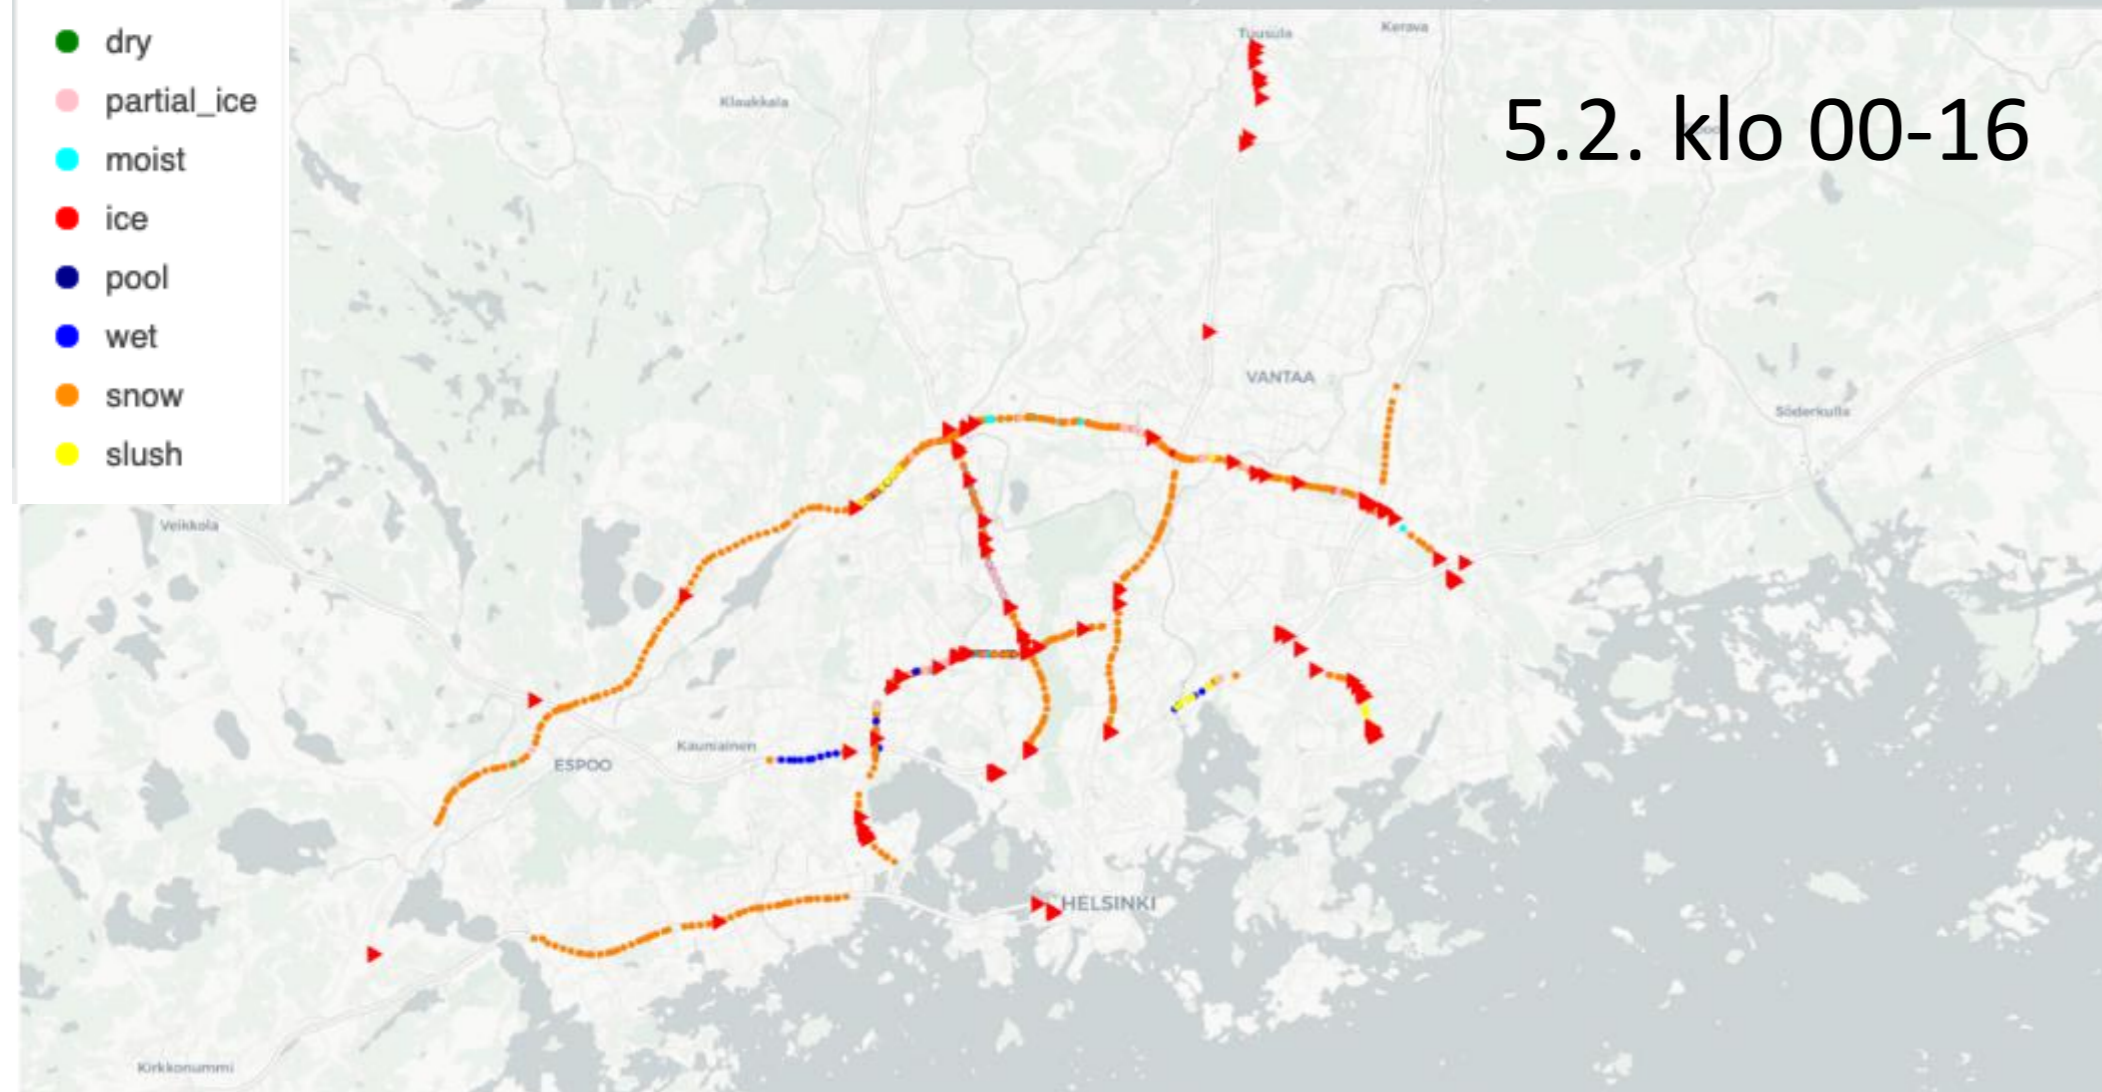 dry
partial_ice
moist
ice
pool
wet
snow
slush
5.2. klo 00-16
Tuusula
Kerava
Klaukkala
VANTAA
Söderkulla
Veikkola
Kauniainen
ESPOO
HELSINKI
Kirkkonummi